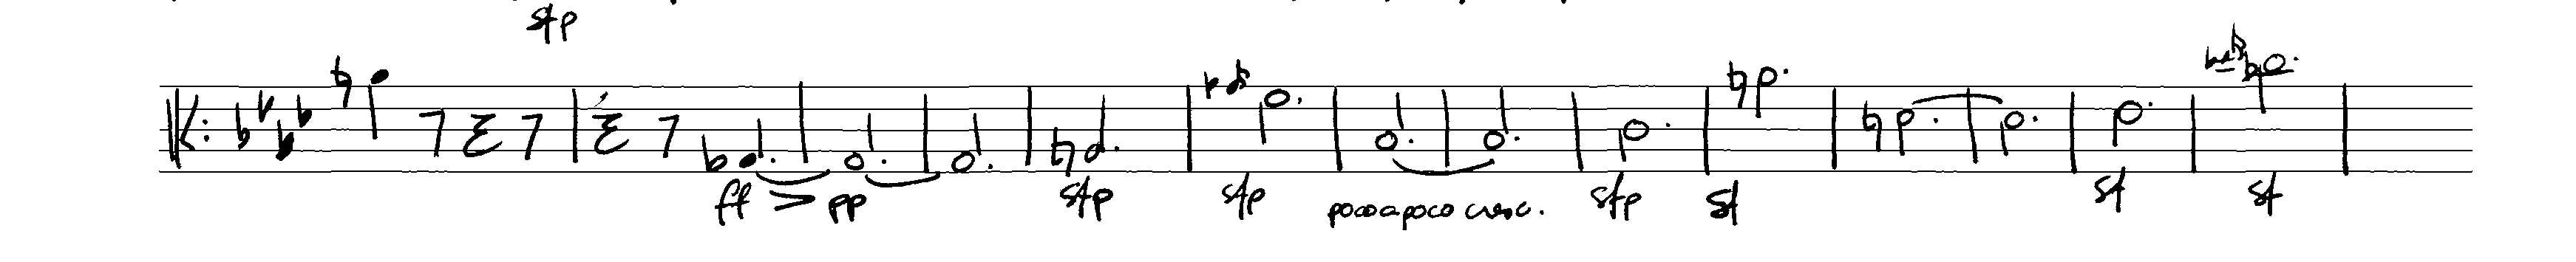 sfp
ff > pp sfp sfp poco a poco cresc. sfp sf sf sf